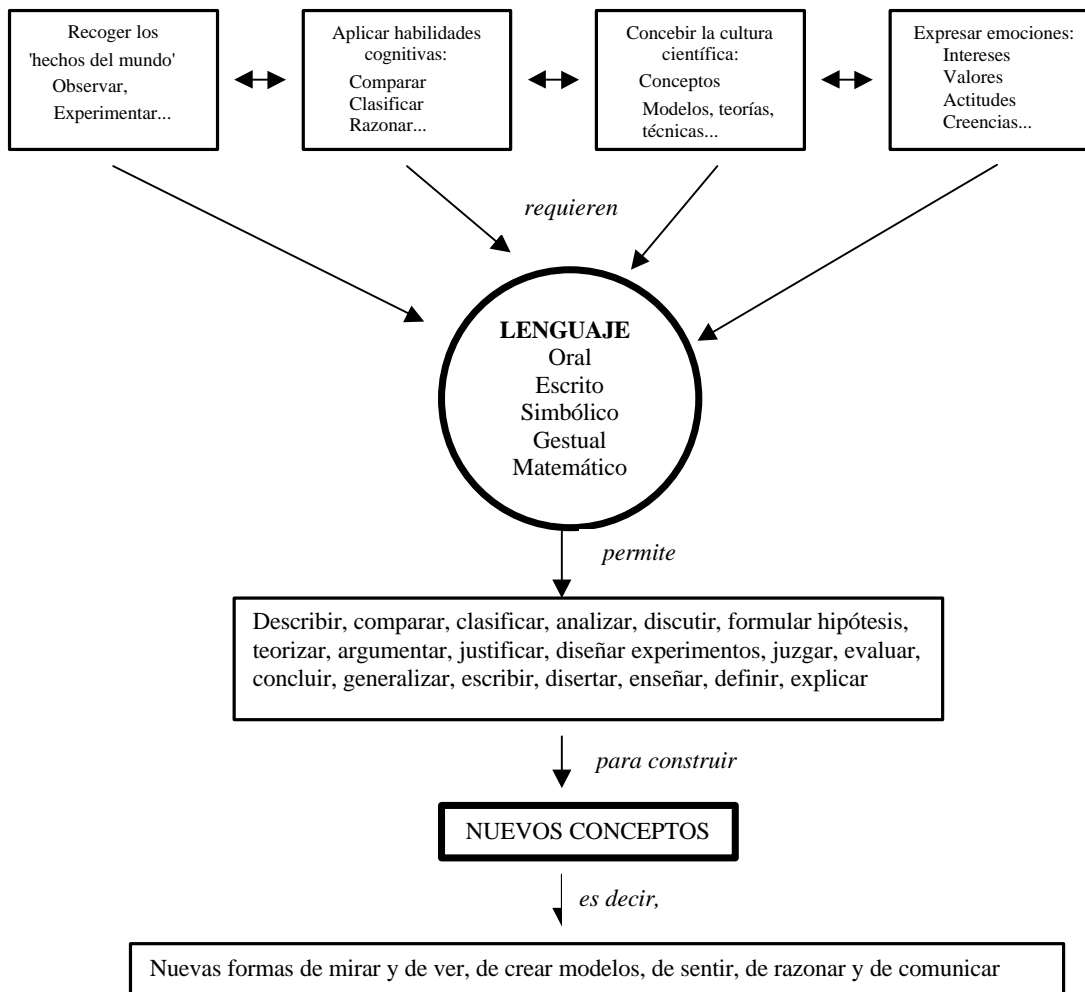 Recoger los
'hechos del mundo'
Observar,
Experimentar...
Aplicar habilidades
cognitivas:
Comparar
Clasificar
Razonar...
Concebir la cultura
científica:
Conceptos
Modelos, teorías,
técnicas...
Expresar emociones:
Intereses
Valores
Actitudes
Creencias...
requieren
LENGUAJE
Oral
Escrito
Simbólico
Gestual
Matemático
permite
Describir, comparar, clasificar, analizar, discutir, formular hipótesis,
teorizar, argumentar, justificar, diseñar experimentos, juzgar, evaluar,
concluir, generalizar, escribir, disertar, enseñar, definir, explicar
para construir
NUEVOS CONCEPTOS
es decir,
Nuevas formas de mirar y de ver, de crear modelos, de sentir, de razonar y de comunicar